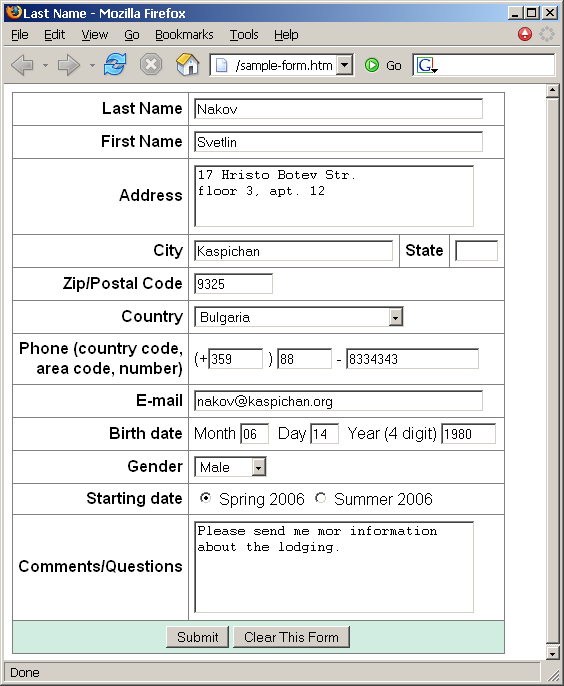 Last Name - Mozilla Firefox
File Edit View Go Bookmarks Tools Help
/sample-form.htm Go G
Last Name Nakov
First Name Svetlin
Address
17 Hristo Botev Str.
floor 3, apt. 12
City Kaspichan State
Zip/Postal Code 9325
Country Bulgaria
Phone (country code,
area code, number) (+ 359 ) 88 - 8334343
E-mail nakov@kaspichan.org
Birth date Month 06 Day 14 Year (4 digit) 1980
Gender Male
Starting date Spring 2006 Summer 2006
Comments/Questions
Please send me mor information
about the lodging.
Submit Clear This Form
Done